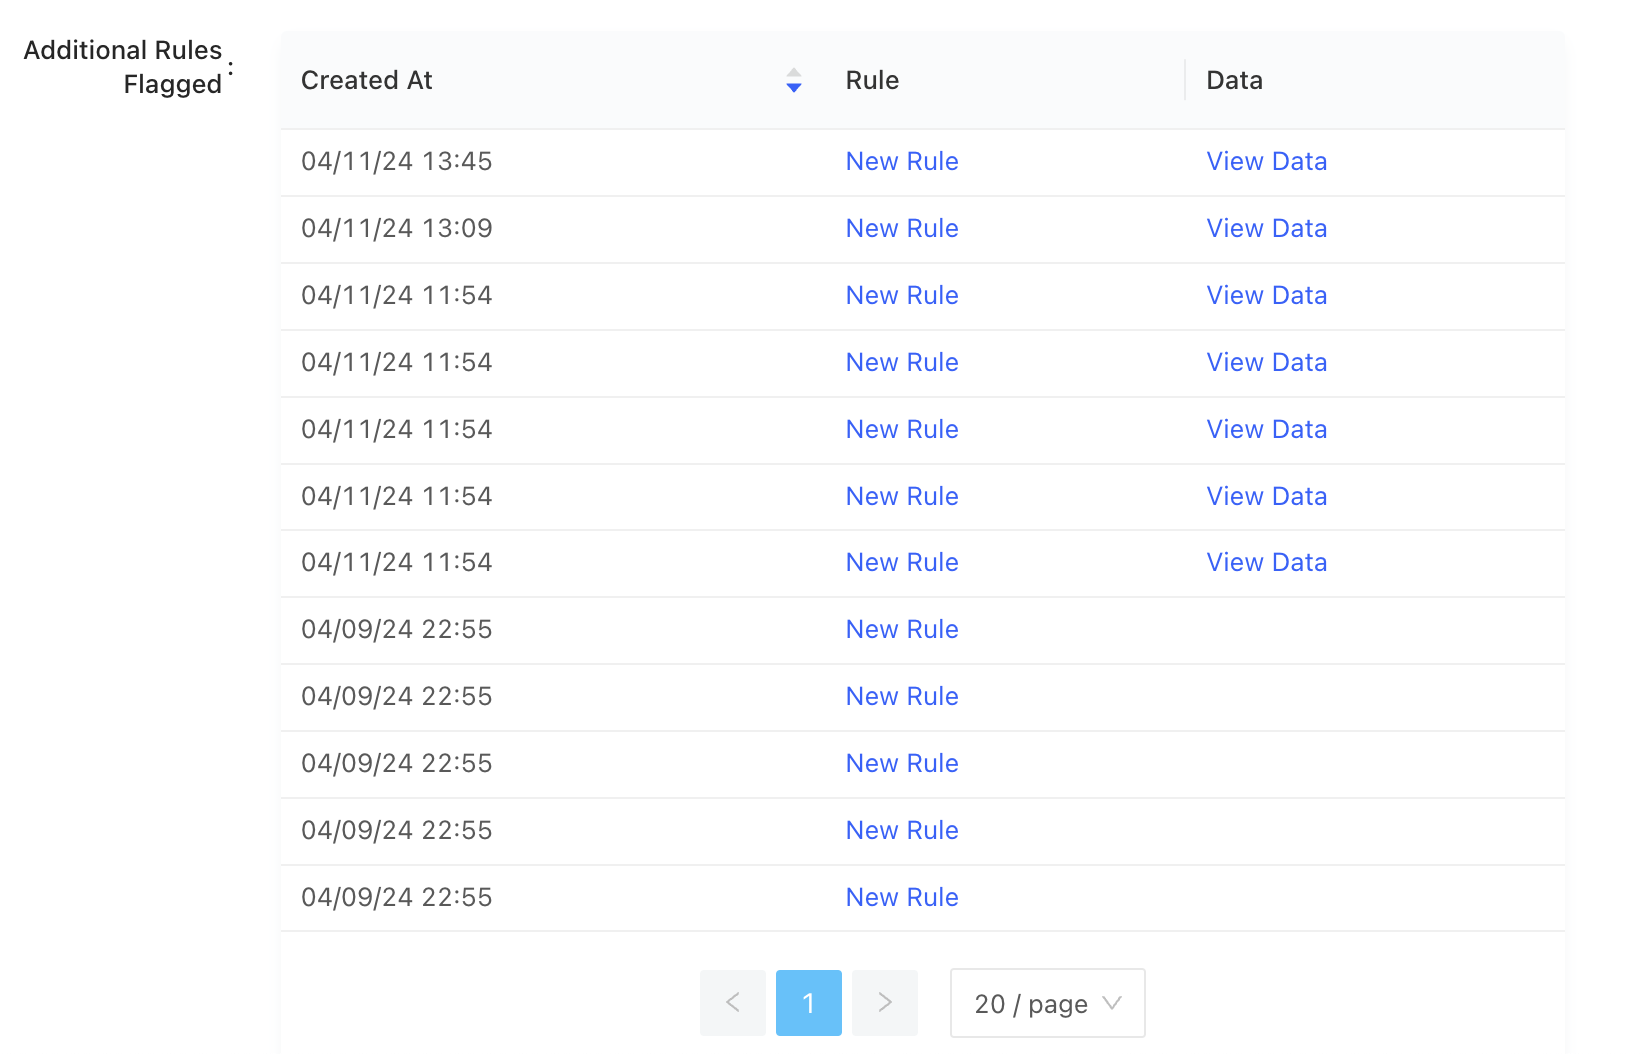 Additional Rules
Flagged :
Created At Rule Data
04/11/24 13:45 New Rule View Data
04/11/24 13:09 New Rule View Data
04/11/24 11:54 New Rule View Data
04/11/24 11:54 New Rule View Data
04/11/24 11:54 New Rule View Data
04/11/24 11:54 New Rule View Data
04/11/24 11:54 New Rule View Data
04/09/24 22:55 New Rule
04/09/24 22:55 New Rule
04/09/24 22:55 New Rule
04/09/24 22:55 New Rule
04/09/24 22:55 New Rule
1 20 / page